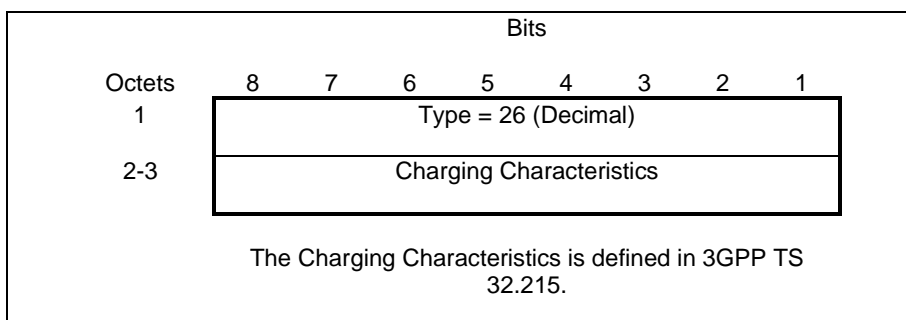 Bits
Octets 8 7 6 5 4 3 2 1
1 Type = 26 (Decimal)
2-3 Charging Characteristics
The Charging Characteristics is defined in 3GPP TS
32.215.